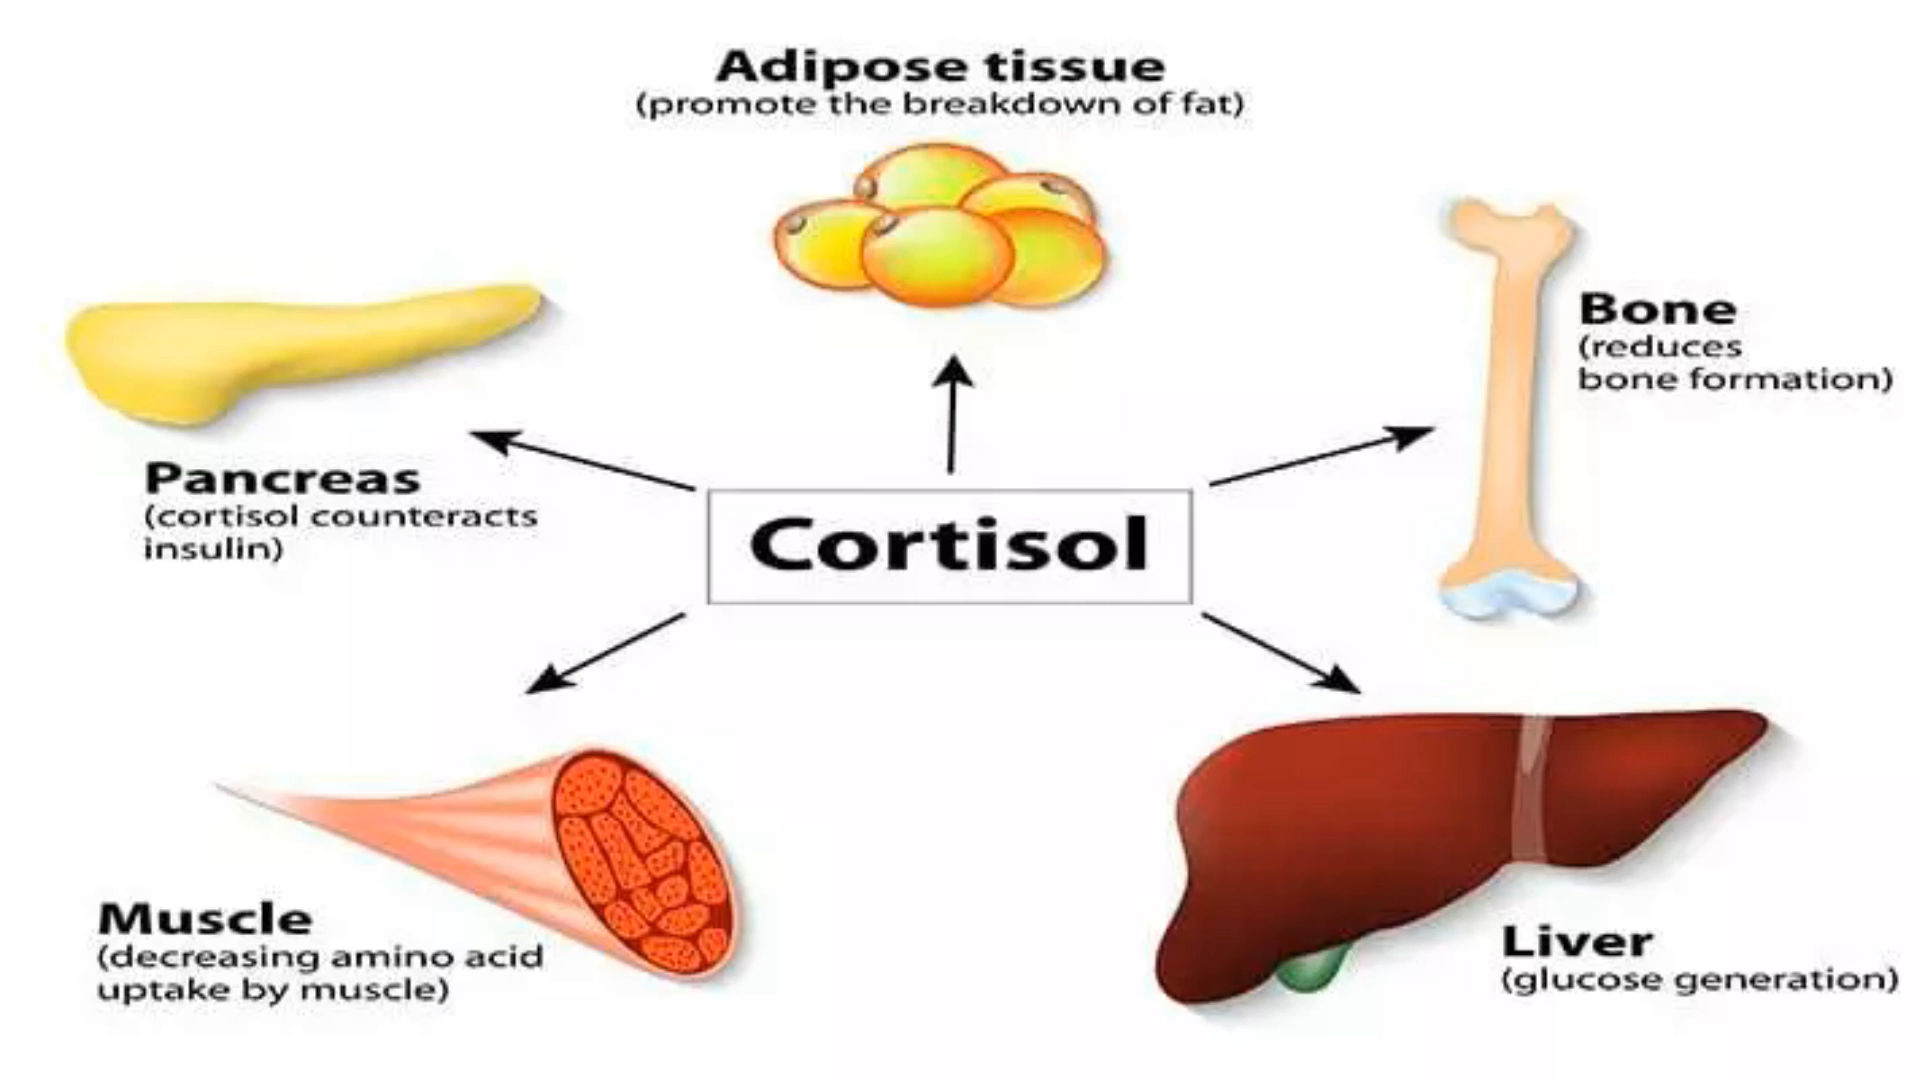 Adipose tissue
(promote the breakdown of fat)
Bone
(reduces
bone formation)
Pancreas
(cortisol counteracts
insulin)
Cortisol
Muscle
(decreasing amino acid
uptake by muscle)
Liver
(glucose generation)